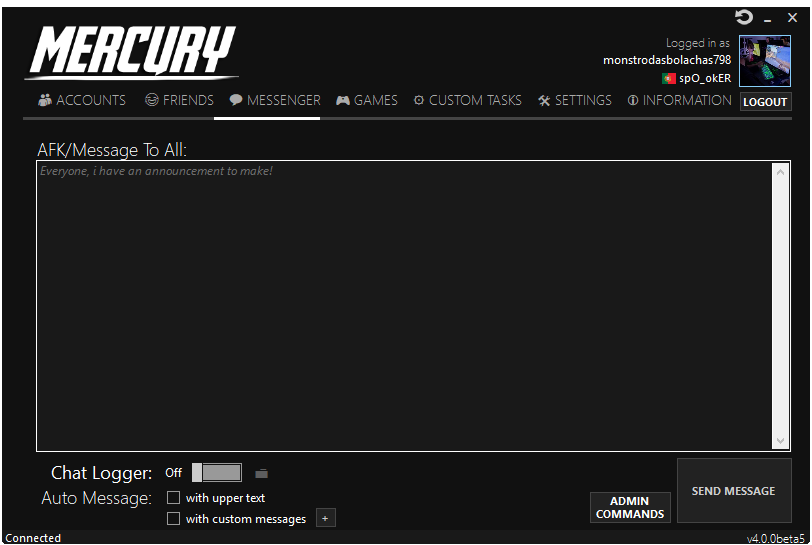 MERCURY
Logged in as
monstrodasbolachas798
spO_okER
ACCOUNTS FRIENDS MESSENGER GAMES CUSTOM TASKS SETTINGS INFORMATION LOGOUT
AFK/Message To All:
Everyone, i have an announcement to make!
Chat Logger: Off
Auto Message: with upper text
with custom messages +
ADMIN
COMMANDS
SEND MESSAGE
Connected
v4.0.0beta5